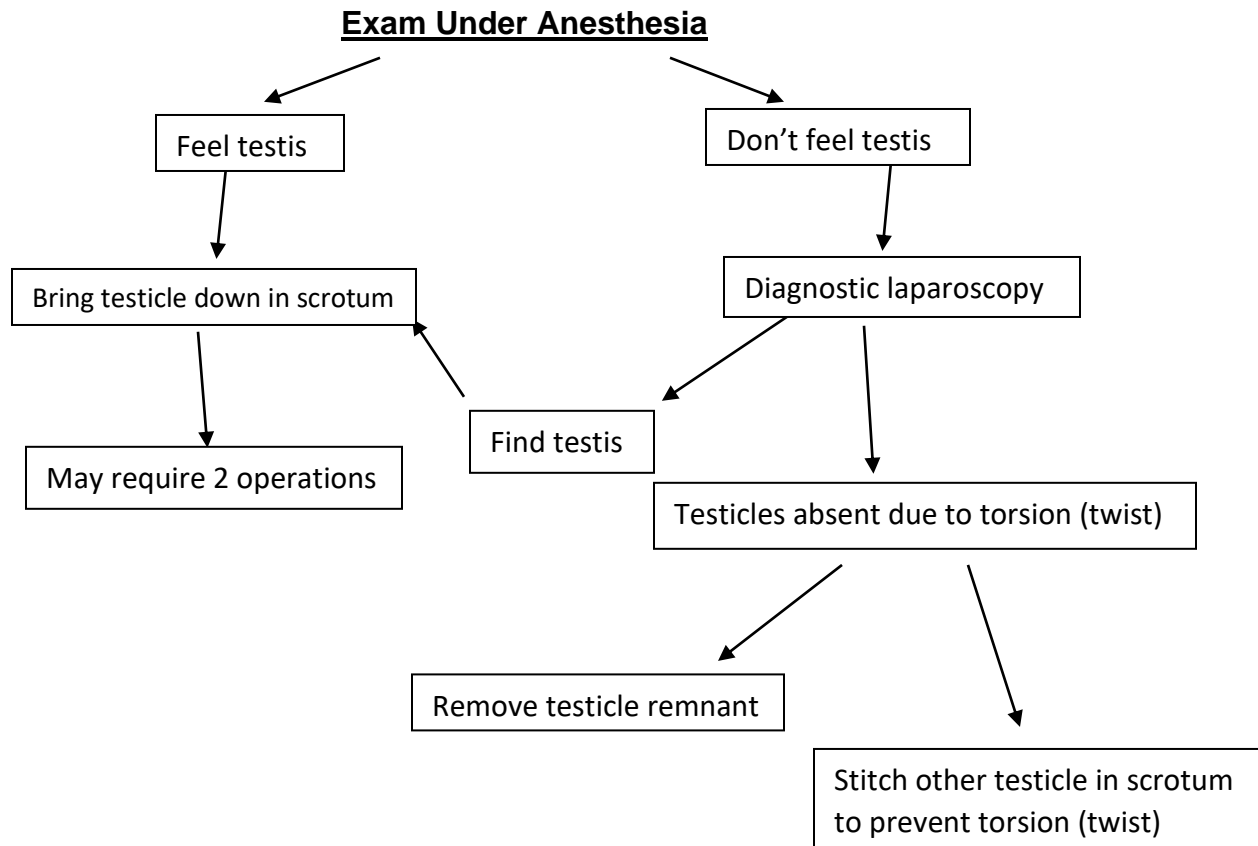 Exam Under Anesthesia
Feel testis
Don’t feel testis
Bring testicle down in scrotum
Diagnostic laparoscopy
Find testis
May require 2 operations
Testicles absent due to torsion (twist)
Remove testicle remnant
Stitch other testicle in scrotum
to prevent torsion (twist)